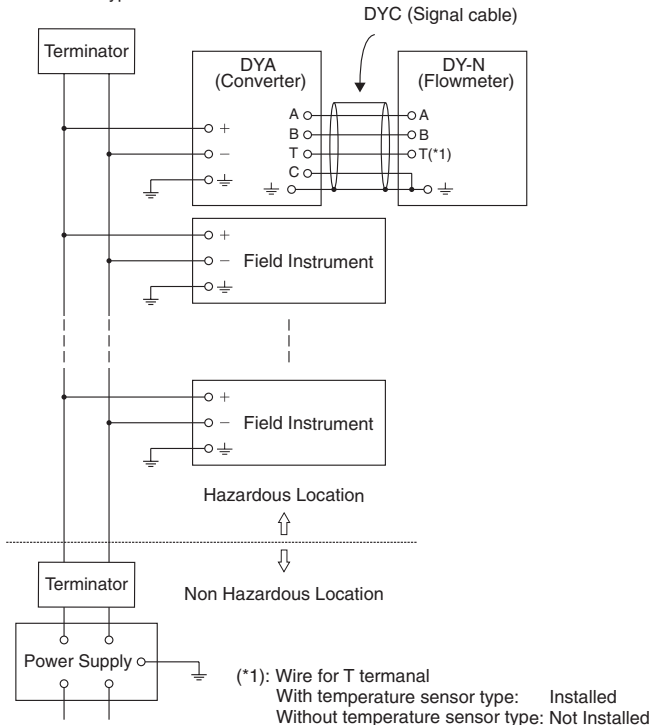 DYC (Signal cable)
Terminator
DYA
(Converter)
DY-N
(Flowmeter)
A
A
+
B
B
−
T
T(*1)
C
+
− Field Instrument
+
− Field Instrument
Hazardous Location
Terminator
Non Hazardous Location
Power Supply
(*1): Wire for T termanal
With temperature sensor type: Installed
Without temperature sensor type: Not Installed